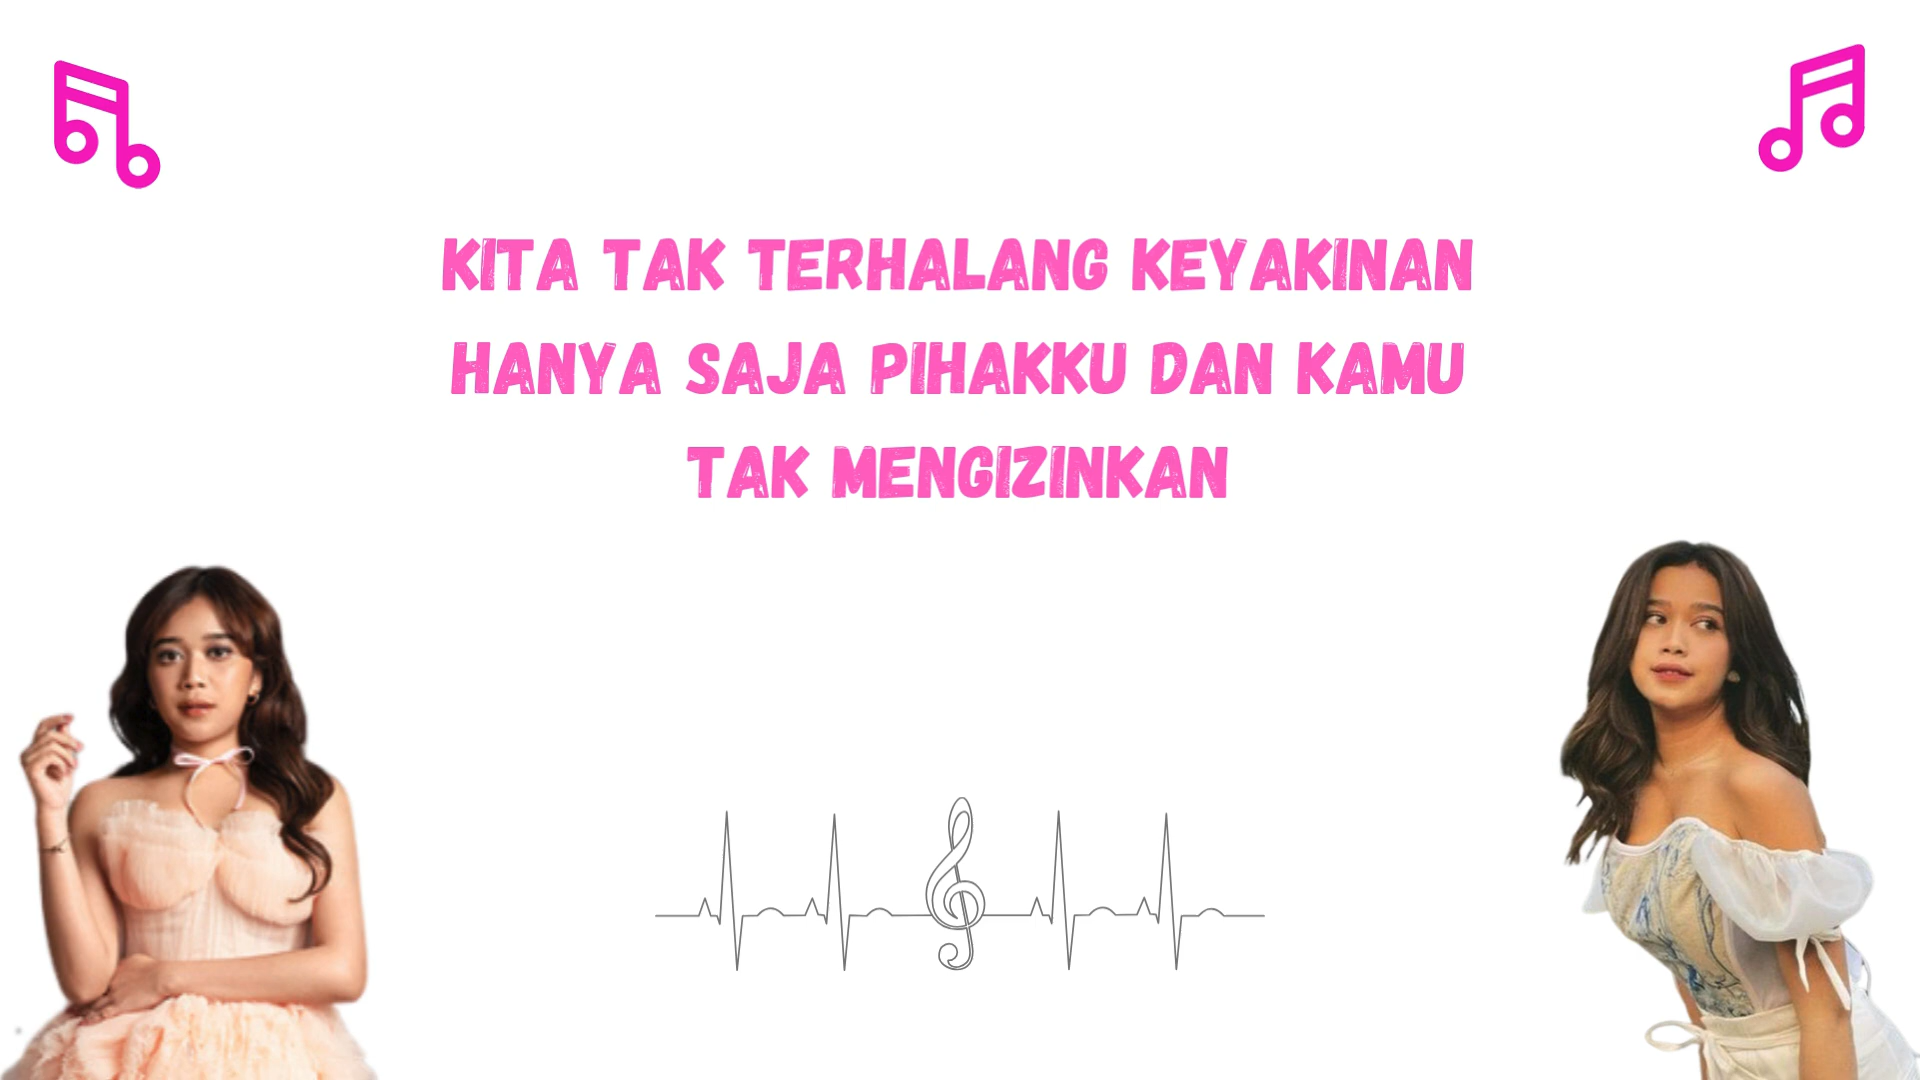 KITA TAK TERHALANG KEYAKINAN
HANYA SAJA PIHAKKU DAN KAMU
TAK MENGIZINKAN